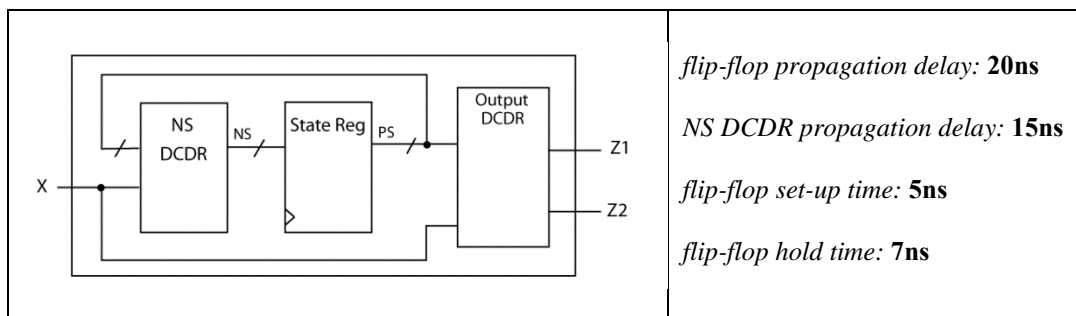 NS
DCDR
NS
State Reg
PS
Output
DCDR
X
Z1
Z2
flip-flop propagation delay: 20ns
NS DCDR propagation delay: 15ns
flip-flop set-up time: 5ns
flip-flop hold time: 7ns